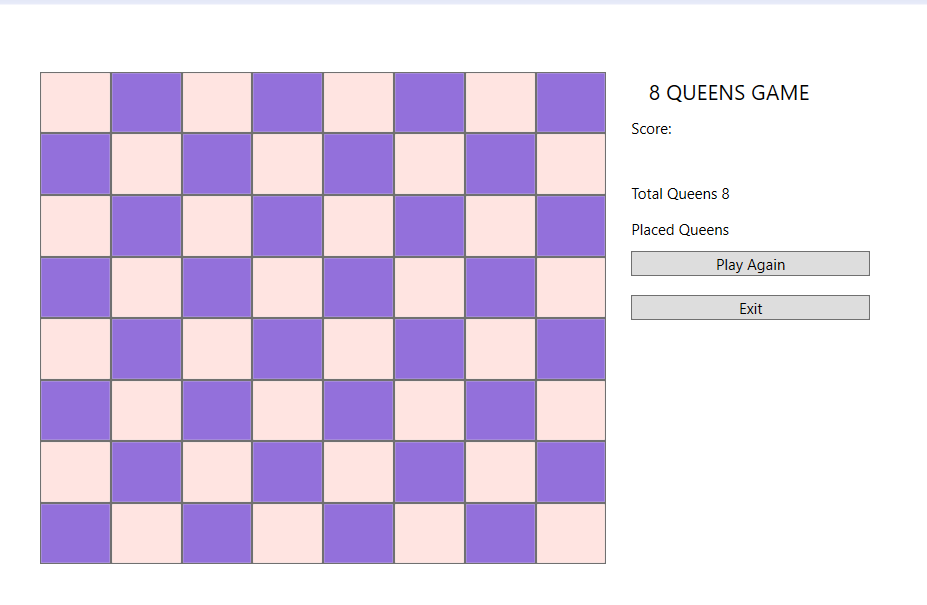 8 QUEENS GAME
Score:
Total Queens 8
Placed Queens
Play Again
Exit